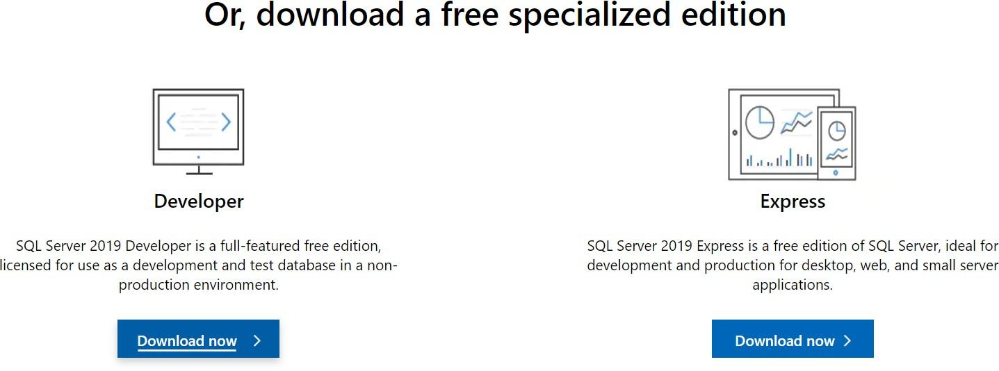 Or, download a free specialized edition
Developer
SQL Server 2019 Developer is a full-featured free edition,
licensed for use as a development and test database in a non-
production environment.
Download now
Express
SQL Server 2019 Express is a free edition of SQL Server, ideal for
development and production for desktop, web, and small server
applications.
Download now